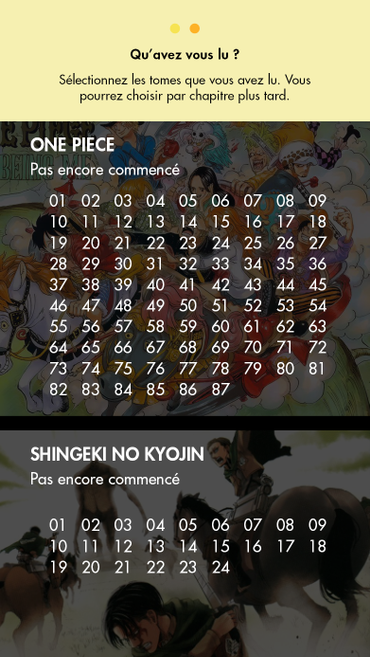 Qu'avez vous lu ?
Sélectionnez les tomes que vous avez lu. Vous
pourrez choisir par chapitre plus tard.
ONE PIECE
Pas encore commencé
01 02 03 04 05 06 07 08 09
10 11 12 13 14 15 16 17 18
19 20 21 22 23 24 25 26 27
28 29 30 31 32 33 34 35 36
37 38 39 40 41 42 43 44 45
46 47 48 49 50 51 52 53 54
55 56 57 58 59 60 61 62 63
64 65 66 67 68 69 70 71 72
73 74 75 76 77 78 79 80 81
82 83 84 85 86 87
SHINGEKI NO KYOJIN
Pas encore commencé
01 02 03 04 05 06 07 08 09
10 11 12 13 14 15 16 17 18
19 20 21 22 23 24